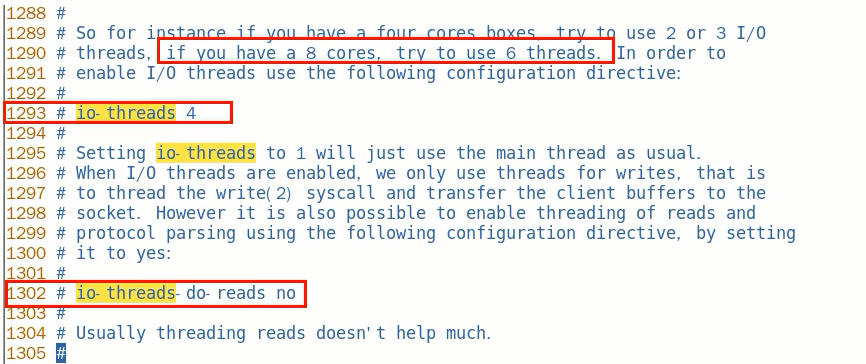 1288 #
1289 # So for instance if you have a four cores boxes, try to use 2 or 3 I/O
1290 # threads, if you have a 8 cores, try to use 6 threads. In order to
1291 # enable I/O threads use the following configuration directive:
1292 #
1293 # io-threads 4
1294 #
1295 # Setting io-threads to 1 will just use the main thread as usual.
1296 # When I/O threads are enabled, we only use threads for writes, that is
1297 # to thread the write(2) syscall and transfer the client buffers to the
1298 # socket. However it is also possible to enable threading of reads and
1299 # protocol parsing using the following configuration directive, by setting
1300 # it to yes:
1301 #
1302 # io-threads-do-reads no
1303 #
1304 # Usually threading reads doesn't help much.
1305 #